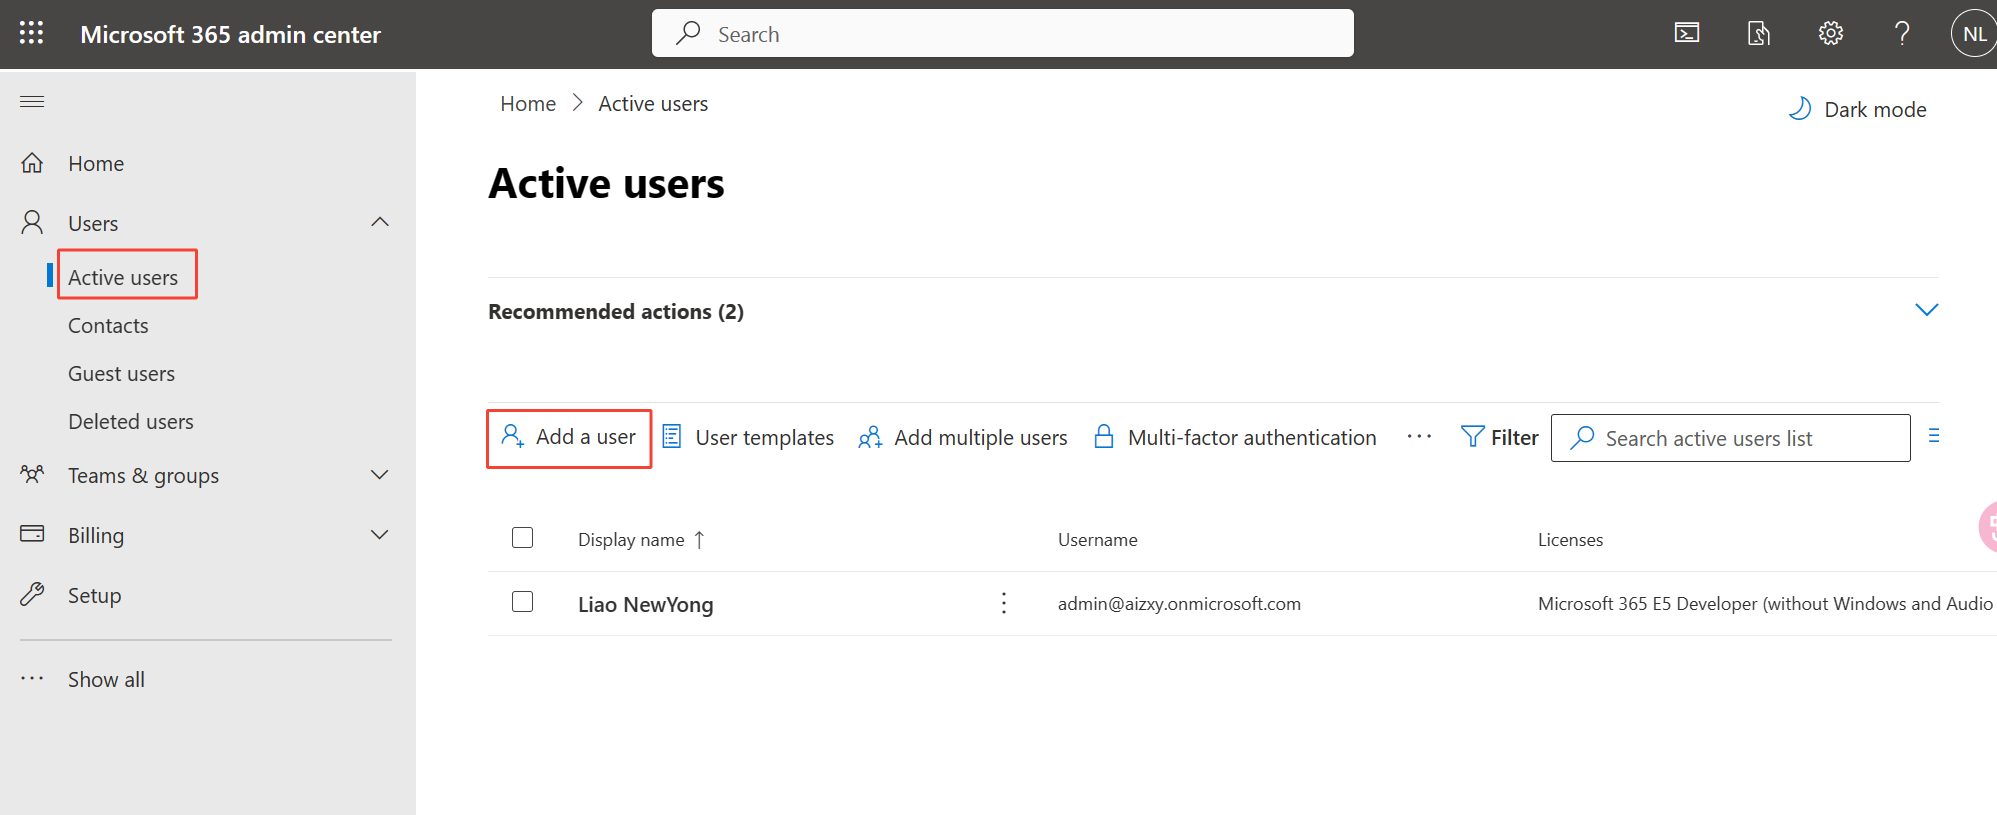 Microsoft 365 admin center
Search
NL
Home > Active users
Dark mode
Home
Users
Active users
Contacts
Guest users
Deleted users
Teams & groups
Billing
Setup
Show all
Active users
Recommended actions (2)
Add a user
User templates
Add multiple users
Multi-factor authentication
Filter
Search active users list
Display name ↑
Username
Licenses
Liao NewYong
admin@aizxy.onmicrosoft.com
Microsoft 365 E5 Developer (without Windows and Audio